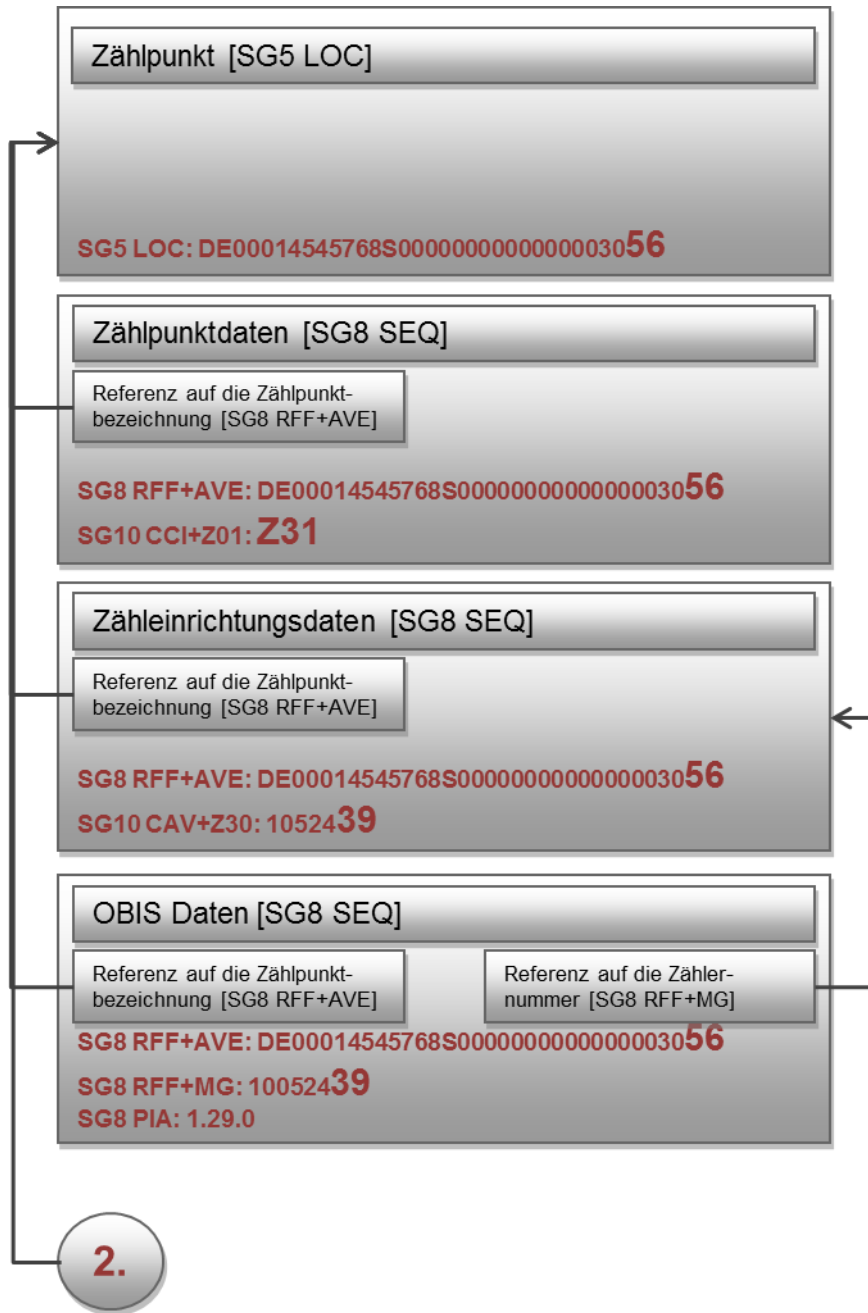 Zählpunkt [SG5 LOC]
SG5 LOC: DE00014545768S0000000000000003056
Zählpunktdaten [SG8 SEQ]
Referenz auf die Zählpunkt-
bezeichnung [SG8 RFF+AVE]
SG8 RFF+AVE: DE00014545768S0000000000000003056
SG10 CCI+Z01: Z31
Zähleinrichtungsdaten [SG8 SEQ]
Referenz auf die Zählpunkt-
bezeichnung [SG8 RFF+AVE]
SG8 RFF+AVE: DE00014545768S0000000000000003056
SG10 CAV+Z30: 1052439
OBIS Daten [SG8 SEQ]
Referenz auf die Zählpunkt-
bezeichnung [SG8 RFF+AVE]
Referenz auf die Zähler-
nummer [SG8 RFF+MG]
SG8 RFF+AVE: DE00014545768S0000000000000003056
SG8 RFF+MG: 10052439
SG8 PIA: 1.29.0
2.